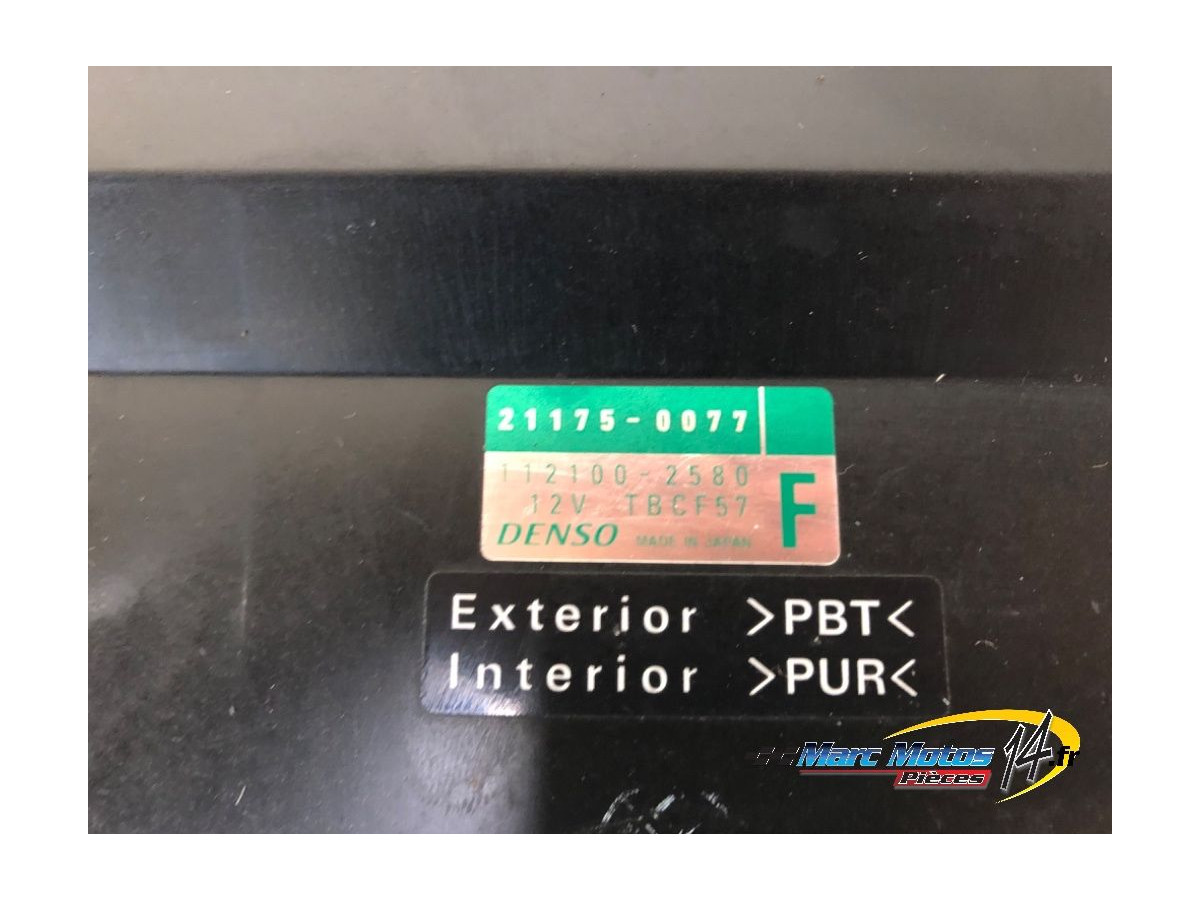 21175-0077
112100-2580
12V TBCF57
F
DENSO MADE IN JAPAN
Exterior >PBT<
Interior >PUR<
Marc Motos 14.fr
Pièces